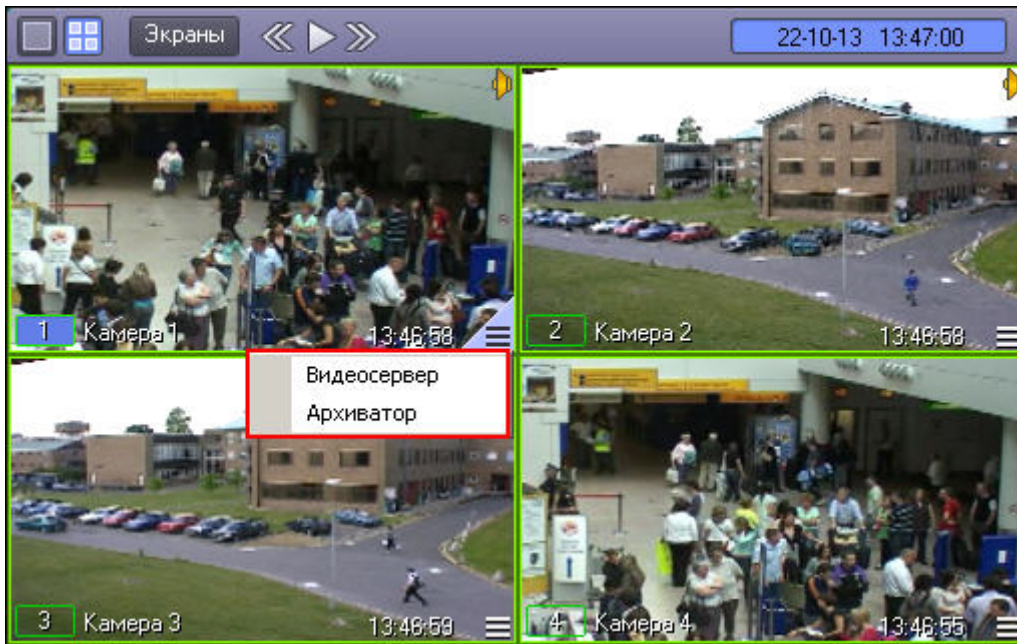 Экраны
22-10-13 13:47:00
1 Камера 1 13:46:58
2 Камера 2 13:46:58
Видеосервер
Архиватор
3 Камера 3 13:46:59
4 Камера 4 13:46:55